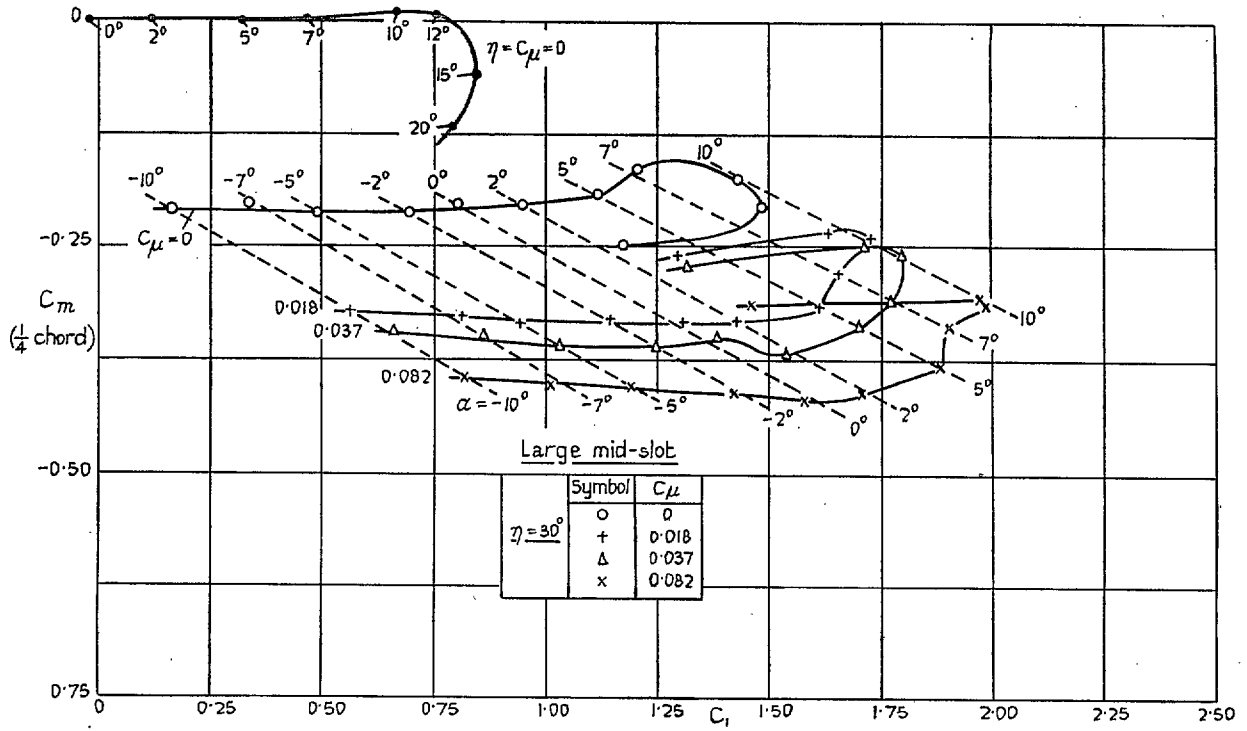 0
0° 2° 5° 7° 10° 12°
η = Cμ = 0
15°
20°
-10° -7° -5° -2° 0° 2° 5° 7° 10°
Cμ=0
-0.25
Cm
(¼ chord)
0.018
0.037
0.082
α = -10° -7° -5° -2° 0° 2° 5° 7° 10°
-0.50
Large mid-slot
Symbol Cμ
η = 30°
○ 0
+ 0.018
Δ 0.037
× 0.082
0.75
0 0.25 0.50 0.75 1.00 1.25 1.50 1.75 2.00 2.25 2.50
C₁